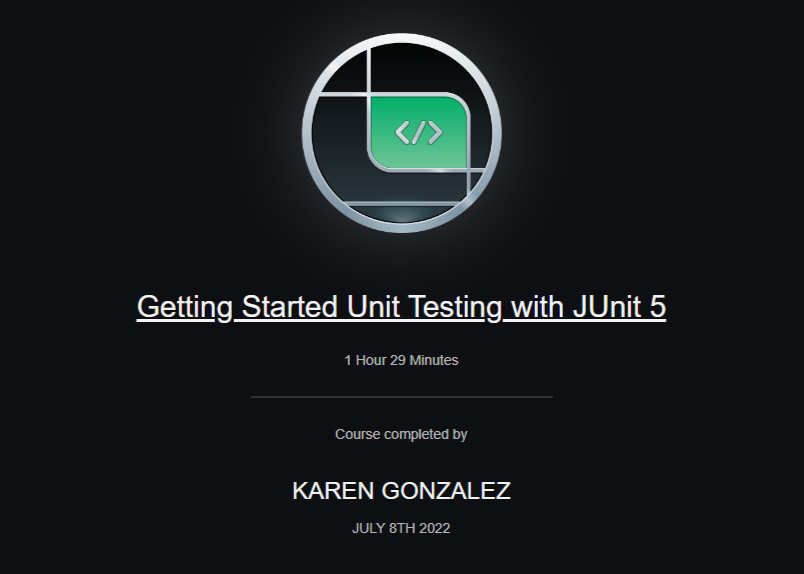 </>
Getting Started Unit Testing with JUnit 5
1 Hour 29 Minutes
Course completed by
KAREN GONZALEZ
JULY 8TH 2022